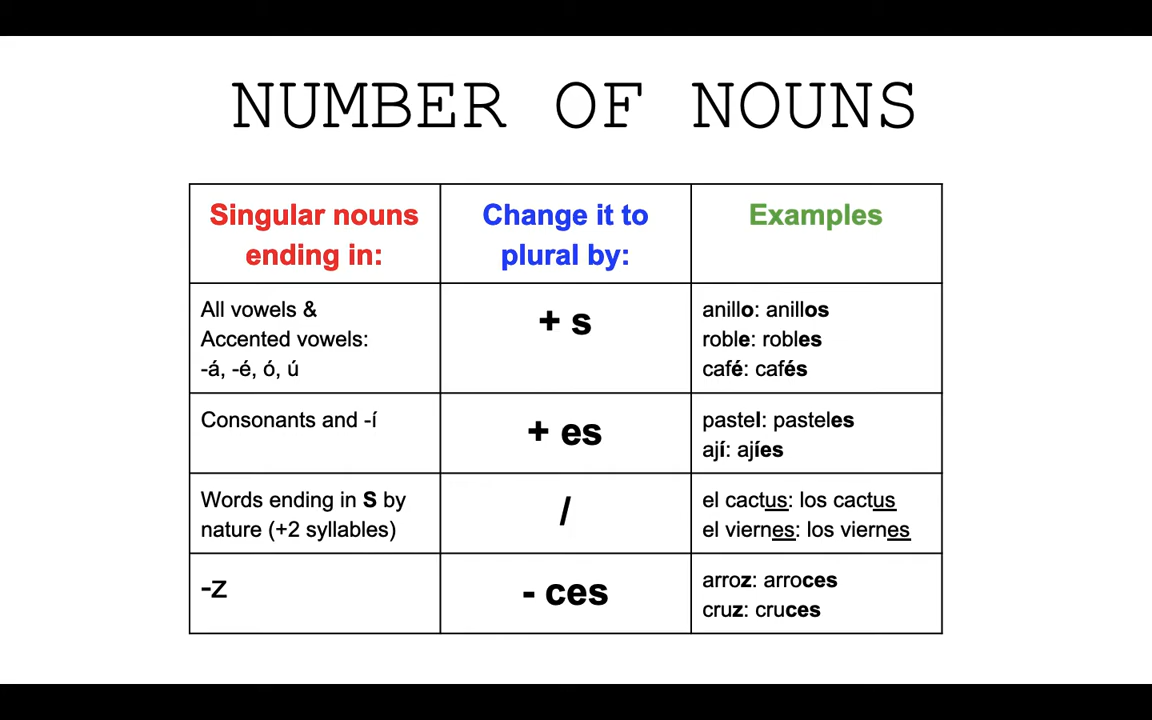 NUMBER OF NOUNS
Singular nouns
ending in:
Change it to
plural by:
Examples
All vowels &
Accented vowels:
-á, -é, ó, ú
+ s
anillo: anillos
roble: robles
café: cafés
Consonants and -í
+ es
pastel: pasteles
ají: ajíes
Words ending in S by
nature (+2 syllables)
/
el cactus: los cactus
el viernes: los viernes
-z
- ces
arroz: arroces
cruz: cruces